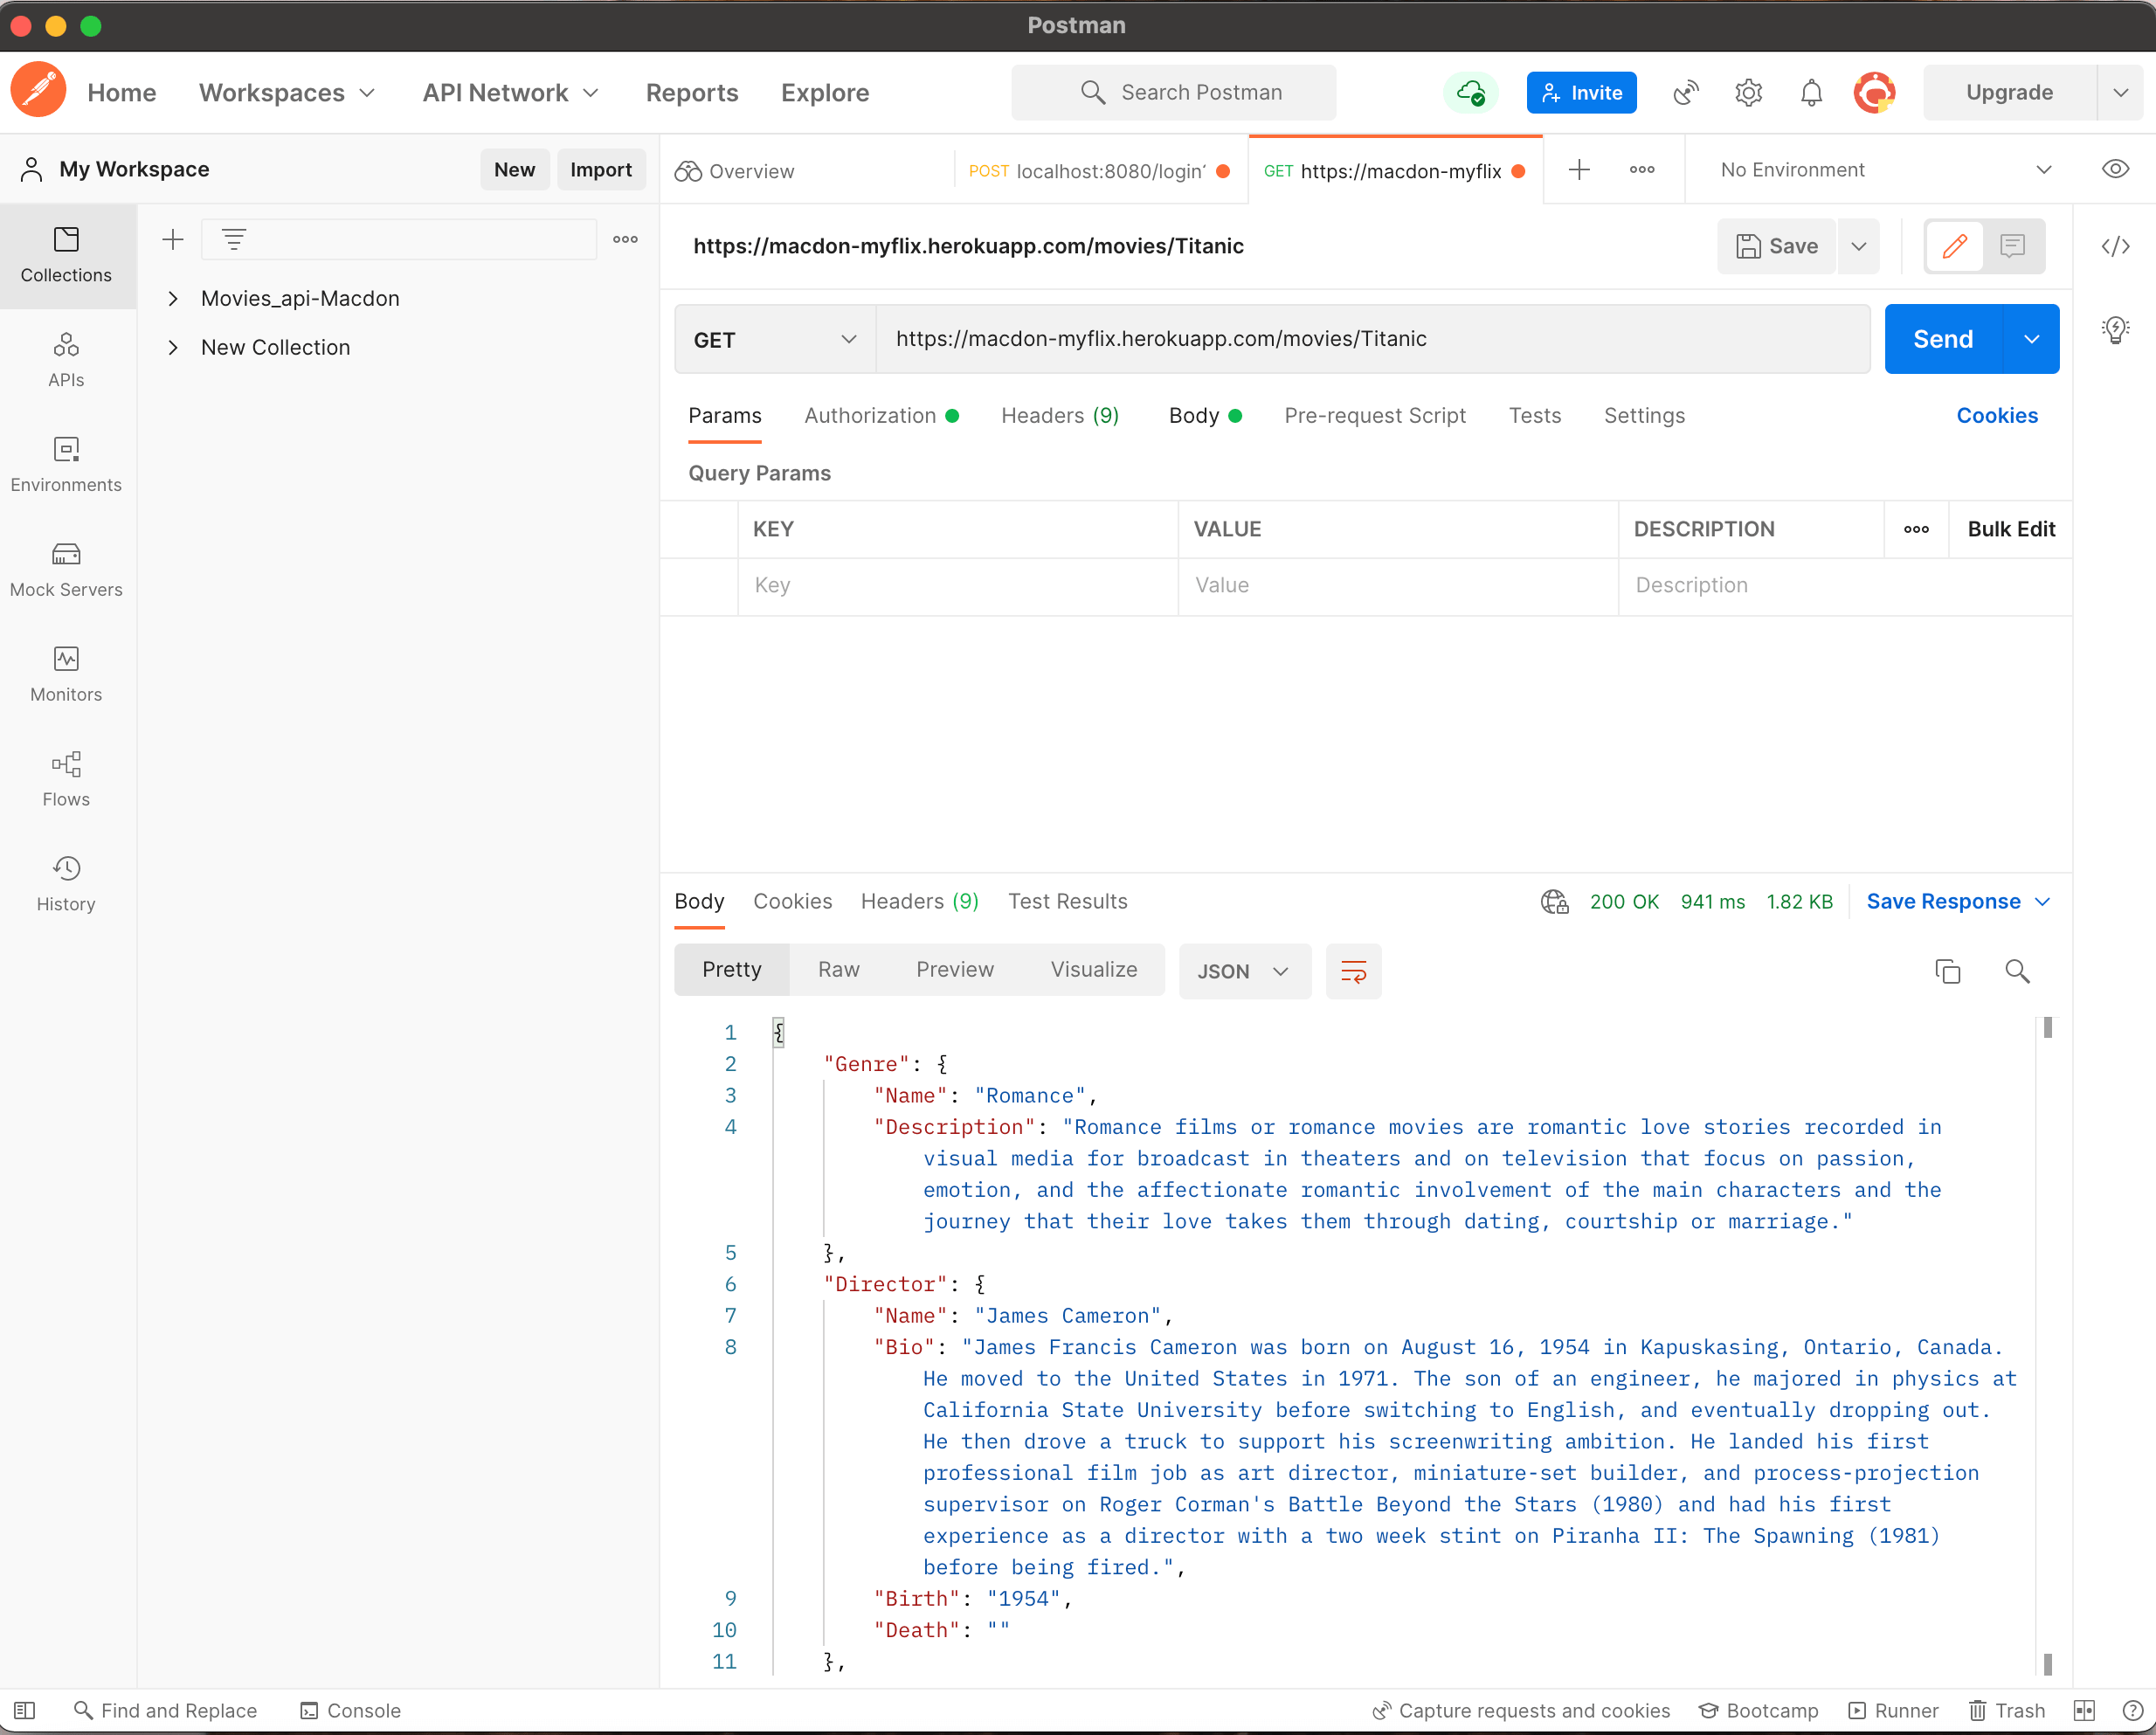 Postman
Home Workspaces API Network Reports Explore Search Postman Invite Upgrade
My Workspace New Import
Overview POST localhost:8080/login GET https://macdon-myflix No Environment
Collections
APIs
Environments
Mock Servers
Monitors
Flows
History
Movies_api-Macdon
New Collection
https://macdon-myflix.herokuapp.com/movies/Titanic Save
GET https://macdon-myflix.herokuapp.com/movies/Titanic Send
Params Authorization Headers (9) Body Pre-request Script Tests Settings Cookies
Query Params
KEY VALUE DESCRIPTION Bulk Edit
Key Value Description
Body Cookies Headers (9) Test Results 200 OK 941 ms 1.82 KB Save Response
Pretty Raw Preview Visualize JSON
1 {
2 "Genre": {
3 "Name": "Romance",
4 "Description": "Romance films or romance movies are romantic love stories recorded in
visual media for broadcast in theaters and on television that focus on passion,
emotion, and the affectionate romantic involvement of the main characters and the
journey that their love takes them through dating, courtship or marriage."
5 },
6 "Director": {
7 "Name": "James Cameron",
8 "Bio": "James Francis Cameron was born on August 16, 1954 in Kapuskasing, Ontario, Canada.
He moved to the United States in 1971. The son of an engineer, he majored in physics at
California State University before switching to English, and eventually dropping out.
He then drove a truck to support his screenwriting ambition. He landed his first
professional film job as art director, miniature-set builder, and process-projection
supervisor on Roger Corman's Battle Beyond the Stars (1980) and had his first
experience as a director with a two week stint on Piranha II: The Spawning (1981)
before being fired.",
9 "Birth": "1954",
10 "Death": ""
11 },
Find and Replace Console Capture requests and cookies Bootcamp Runner Trash